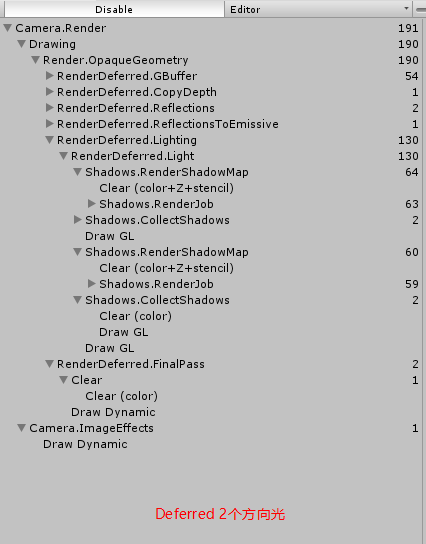 Disable Editor
Camera.Render 191
Drawing 190
Render.OpaqueGeometry 190
RenderDeferred.GBuffer 54
RenderDeferred.CopyDepth 1
RenderDeferred.Reflections 2
RenderDeferred.ReflectionsToEmissive 1
RenderDeferred.Lighting 130
RenderDeferred.Light 130
Shadows.RenderShadowMap 64
Clear (color+Z+stencil)
Shadows.RenderJob 63
Shadows.CollectShadows 2
Draw GL
Shadows.RenderShadowMap 60
Clear (color+Z+stencil)
Shadows.RenderJob 59
Shadows.CollectShadows 2
Clear (color)
Draw GL
Draw GL
RenderDeferred.FinalPass 2
Clear 1
Clear (color)
Draw Dynamic
Camera.ImageEffects 1
Draw Dynamic
Deferred 2个方向光